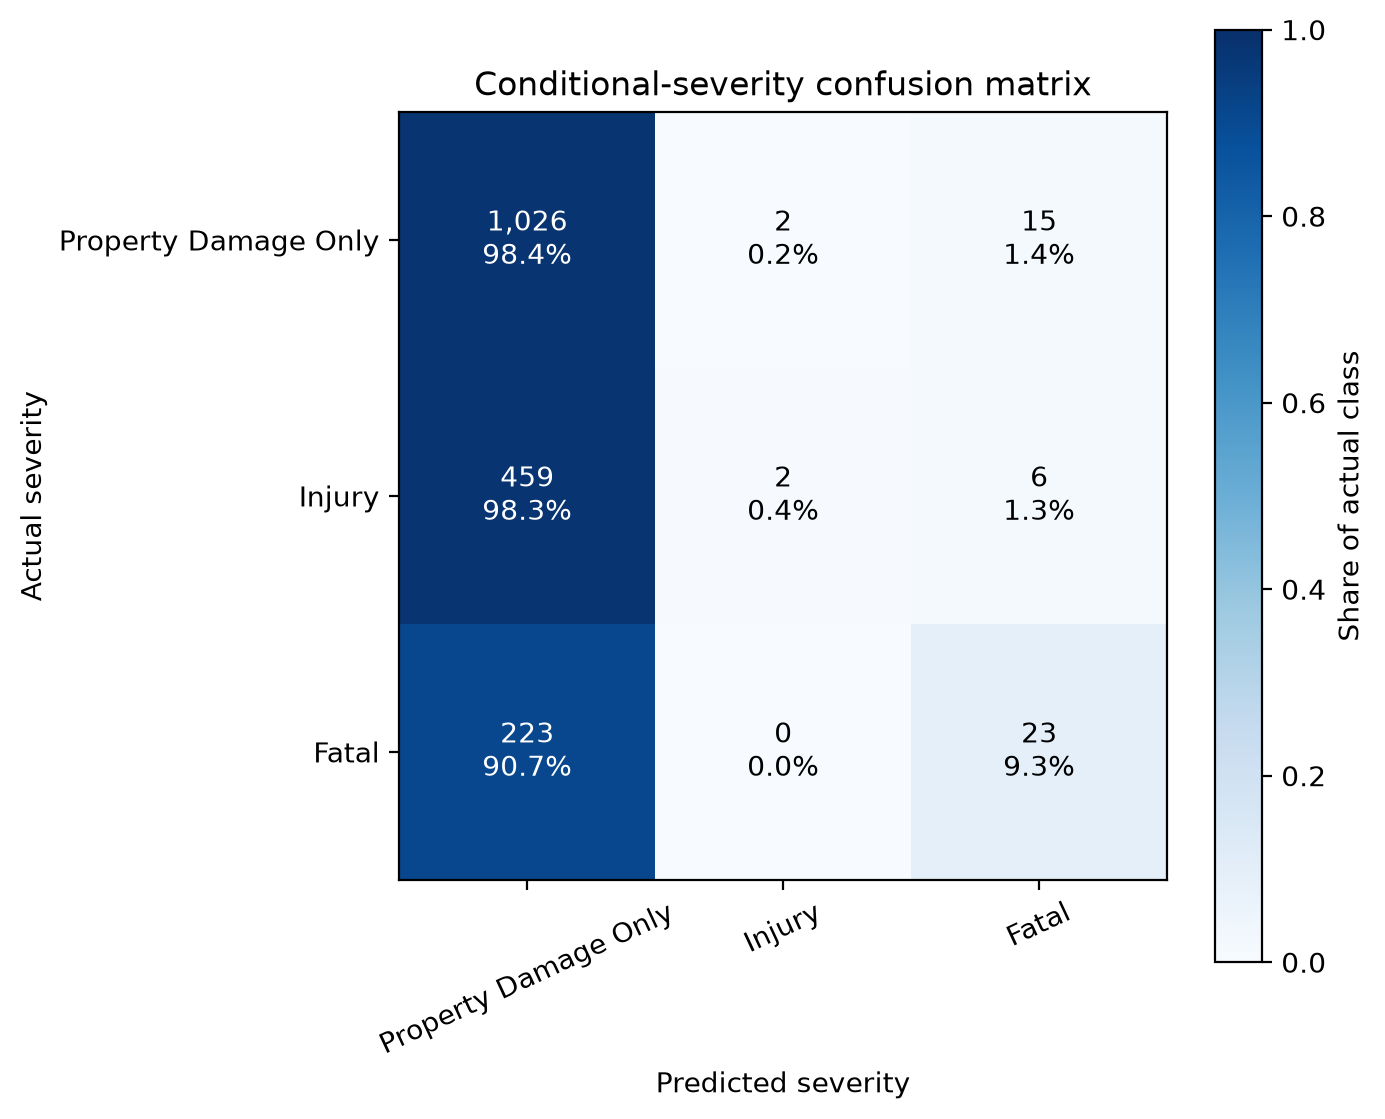 Conditional-severity confusion matrix
Actual severity
Property Damage Only
1,026
98.4%
2
0.2%
15
1.4%
Injury
459
98.3%
2
0.4%
6
1.3%
Fatal
223
90.7%
0
0.0%
23
9.3%
Property Damage Only
Injury
Fatal
Predicted severity
1.0
0.8
0.6
0.4
0.2
0.0
Share of actual class